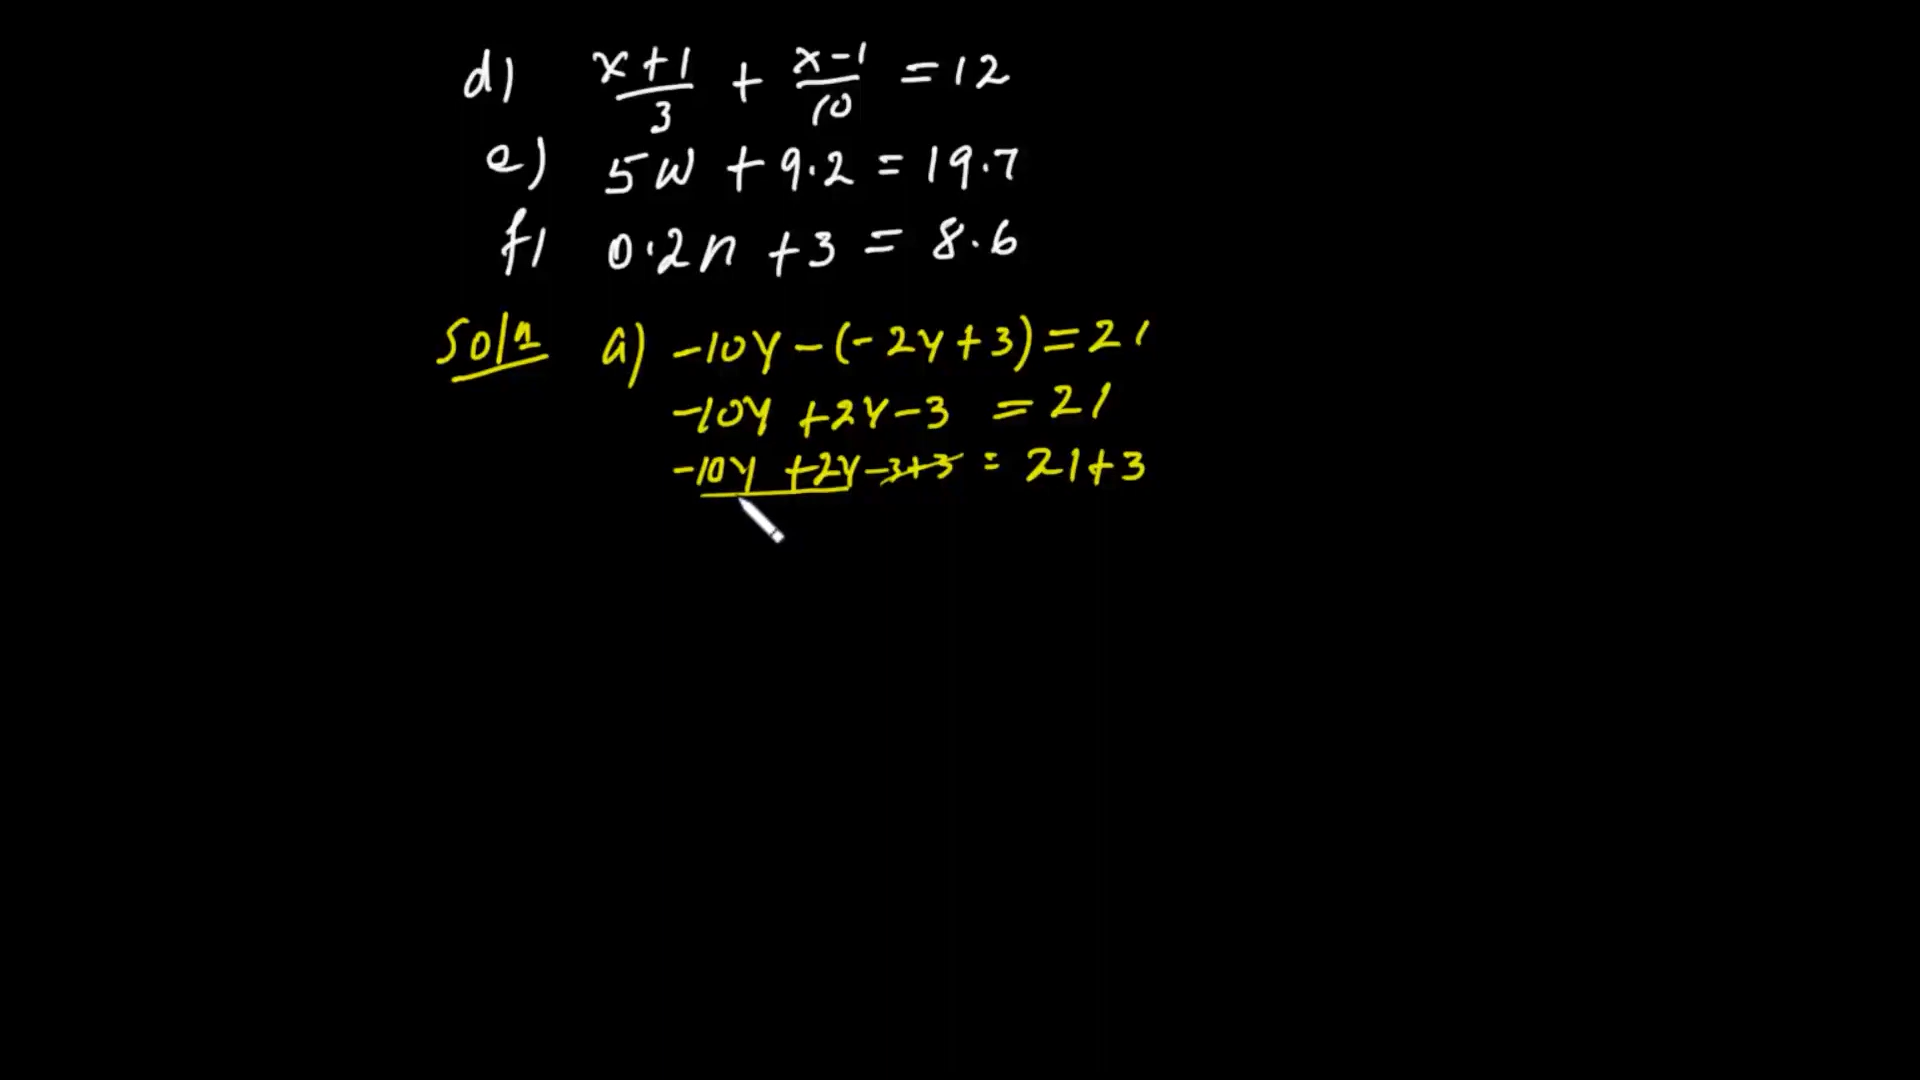 d) x+1/3 + x-1/10 = 12
e) 5w + 9.2 = 19.7
f) 0.2n + 3 = 8.6
Soln a) -10y - (-2y + 3) = 21
-10y + 2y - 3 = 21
-10y + 2y - 3 + 3 = 21 + 3